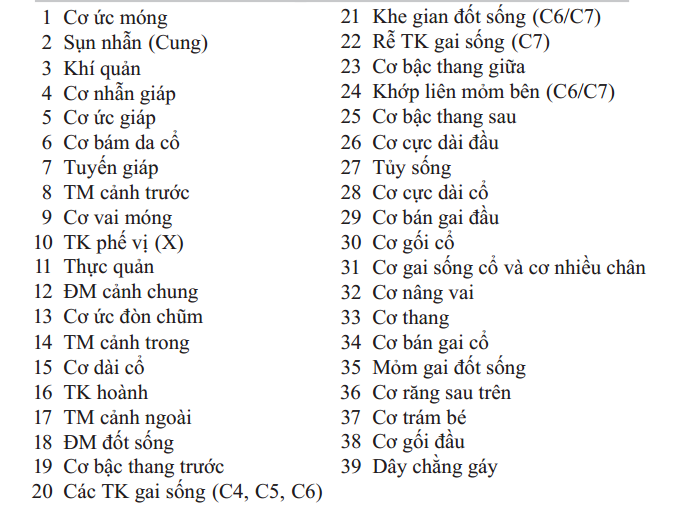 1 Cơ ức móng
2 Sụn nhẫn (Cung)
3 Khí quản
4 Cơ nhẫn giáp
5 Cơ ức giáp
6 Cơ bám da cổ
7 Tuyến giáp
8 TM cảnh trước
9 Cơ vai móng
10 TK phế vị (X)
11 Thực quản
12 ĐM cảnh chung
13 Cơ ức đòn chũm
14 TM cảnh trong
15 Cơ dài cổ
16 TK hoành
17 TM cảnh ngoài
18 ĐM đốt sống
19 Cơ bậc thang trước
20 Các TK gai sống (C4, C5, C6)
21 Khe gian đốt sống (C6/C7)
22 Rễ TK gai sống (C7)
23 Cơ bậc thang giữa
24 Khớp liên mỏm bên (C6/C7)
25 Cơ bậc thang sau
26 Cơ cực dài đầu
27 Tủy sống
28 Cơ cực dài cổ
29 Cơ bán gai đầu
30 Cơ gối cổ
31 Cơ gai sống cổ và cơ nhiều chân
32 Cơ nâng vai
33 Cơ thang
34 Cơ bán gai cổ
35 Mỏm gai đốt sống
36 Cơ răng sau trên
37 Cơ trám bé
38 Cơ gối đầu
39 Dây chằng gáy